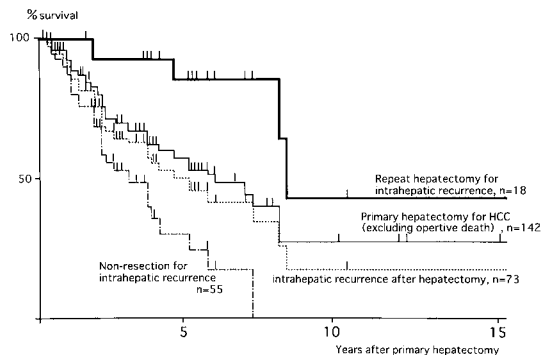 % survival
100
50
Repeat hepatectomy for
intrahepatic recurrence, n=18
Primary hepatectomy for HCC
(excluding opertive death) , n=142
Non-resection for
intrahepatic recurrence
n=55
intrahepatic recurrence after hepatectomy, n=73
5
10
15
Years after primary hepatectomy